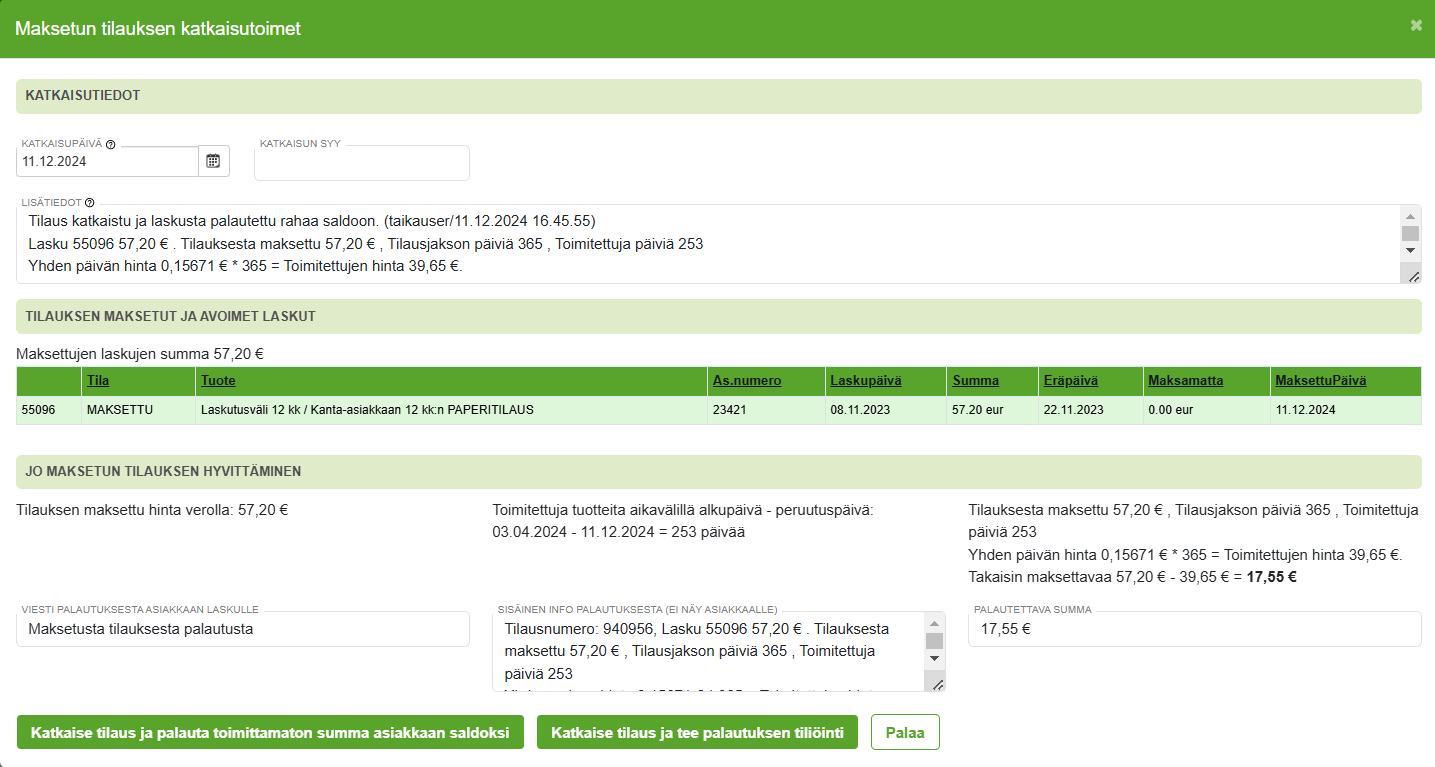 Maksetun tilauksen katkaisutoimet
KATKAISUTIEDOT
KATKAISUPÄIVÄ
KATKAISUN SYY
11.12.2024
LISÄTIEDOT
Tilaus katkaistu ja laskusta palautettu rahaa saldoon. (taikauser/11.12.2024 16.45.55)
Lasku 55096 57,20 € . Tilauksesta maksettu 57,20 € , Tilausjakson päiviä 365 , Toimitettuja päiviä 253
Yhden päivän hinta 0,15671 € * 365 = Toimitettujen hinta 39,65 €.
TILAUKSEN MAKSETUT JA AVOIMET LASKUT
Maksettujen laskujen summa 57,20 €
Tila Tuote As.numero Laskupäivä Summa Eräpäivä Maksamatta MaksettuPäivä
55096 MAKSETTU Laskutusväli 12 kk / Kanta-asiakkaan 12 kk:n PAPERITILAUS 23421 08.11.2023 57.20 eur 22.11.2023 0.00 eur 11.12.2024
JO MAKSETUN TILAUKSEN HYVITTÄMINEN
Tilauksen maksettu hinta verolla: 57,20 €
Toimitettuja tuotteita aikavälillä alkupäivä - peruutuspäivä:
03.04.2024 - 11.12.2024 = 253 päivää
Tilauksesta maksettu 57,20 € , Tilausjakson päiviä 365 , Toimitettuja
päiviä 253
Yhden päivän hinta 0,15671 € * 365 = Toimitettujen hinta 39,65 €.
Takaisin maksettavaa 57,20 € - 39,65 € = 17,55 €
VIESTI PALAUTUKSESTA ASIAKKAAN LASKULLE
Maksetusta tilauksesta palautusta
SISÄINEN INFO PALAUTUKSESTA (EI NÄY ASIAKKAALLE)
Tilausnumero: 940956, Lasku 55096 57,20 € . Tilauksesta
maksettu 57,20 € , Tilausjakson päiviä 365 , Toimitettuja
päiviä 253
PALAUTETTAVA SUMMA
17,55 €
Katkaise tilaus ja palauta toimittamaton summa asiakkaan saldoksi
Katkaise tilaus ja tee palautuksen tiliöinti
Palaa